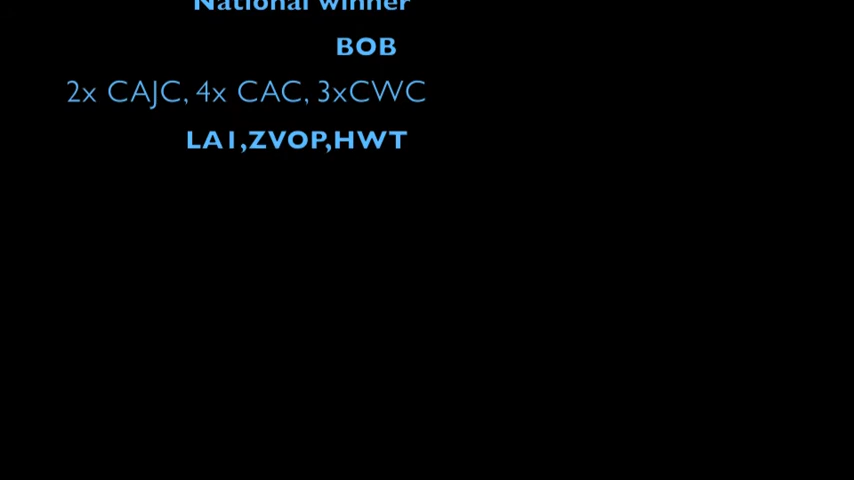 National winner
BOB
2x CAJC, 4x CAC, 3xCWC
LA1,ZVOP,HWT